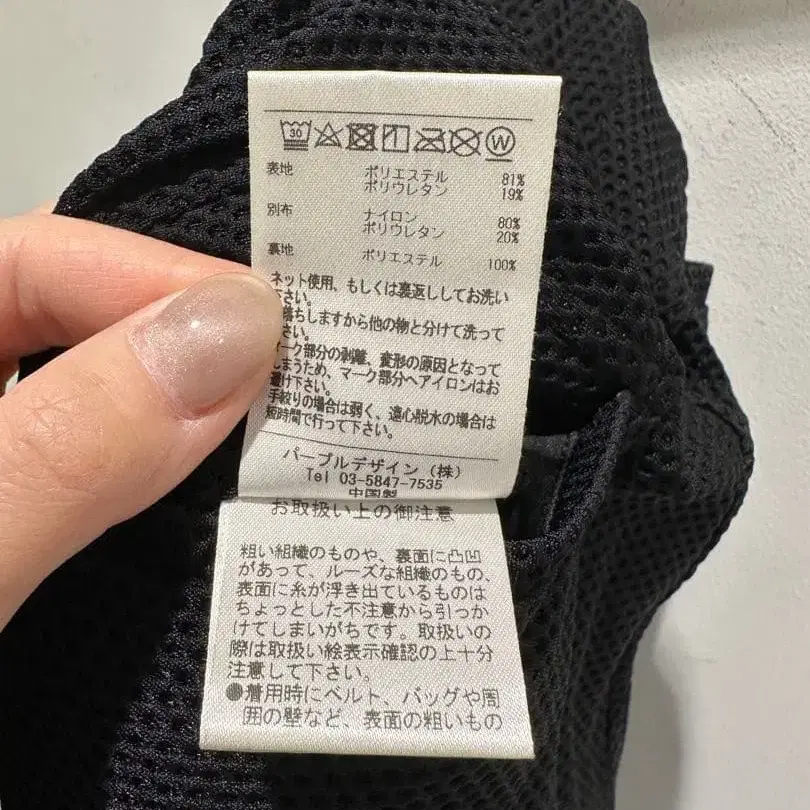 30 W
表地 ポリエステル 81%
ポリウレタン 19%
別布 ナイロン 80%
ポリウレタン 20%
裏地 ポリエステル 100%
ネット使用、もしくは裏返ししてお洗い
下さい。
落ちしますから他の物と分けて洗って
さい。
マーク部分の剥離、変形の原因となって
しまうため、マーク部分へアイロンはお
避け下さい。
手絞りの場合は弱く、遠心脱水の場合は
短時間で行って下さい。
パープルデザイン(株)
Tel 03-5847-7535
中国製
お取扱い上の御注意
粗い組織のものや、裏面に凸凹
があって、ルーズな組織のもの、
表面に糸が浮き出ているものは
ちょっとした不注意から引っか
けてしまいがちです。取扱いの
際は取扱い絵表示確認の上十分
注意して下さい。
●着用時にベルト、バッグや周
囲の壁など、表面の粗いもの